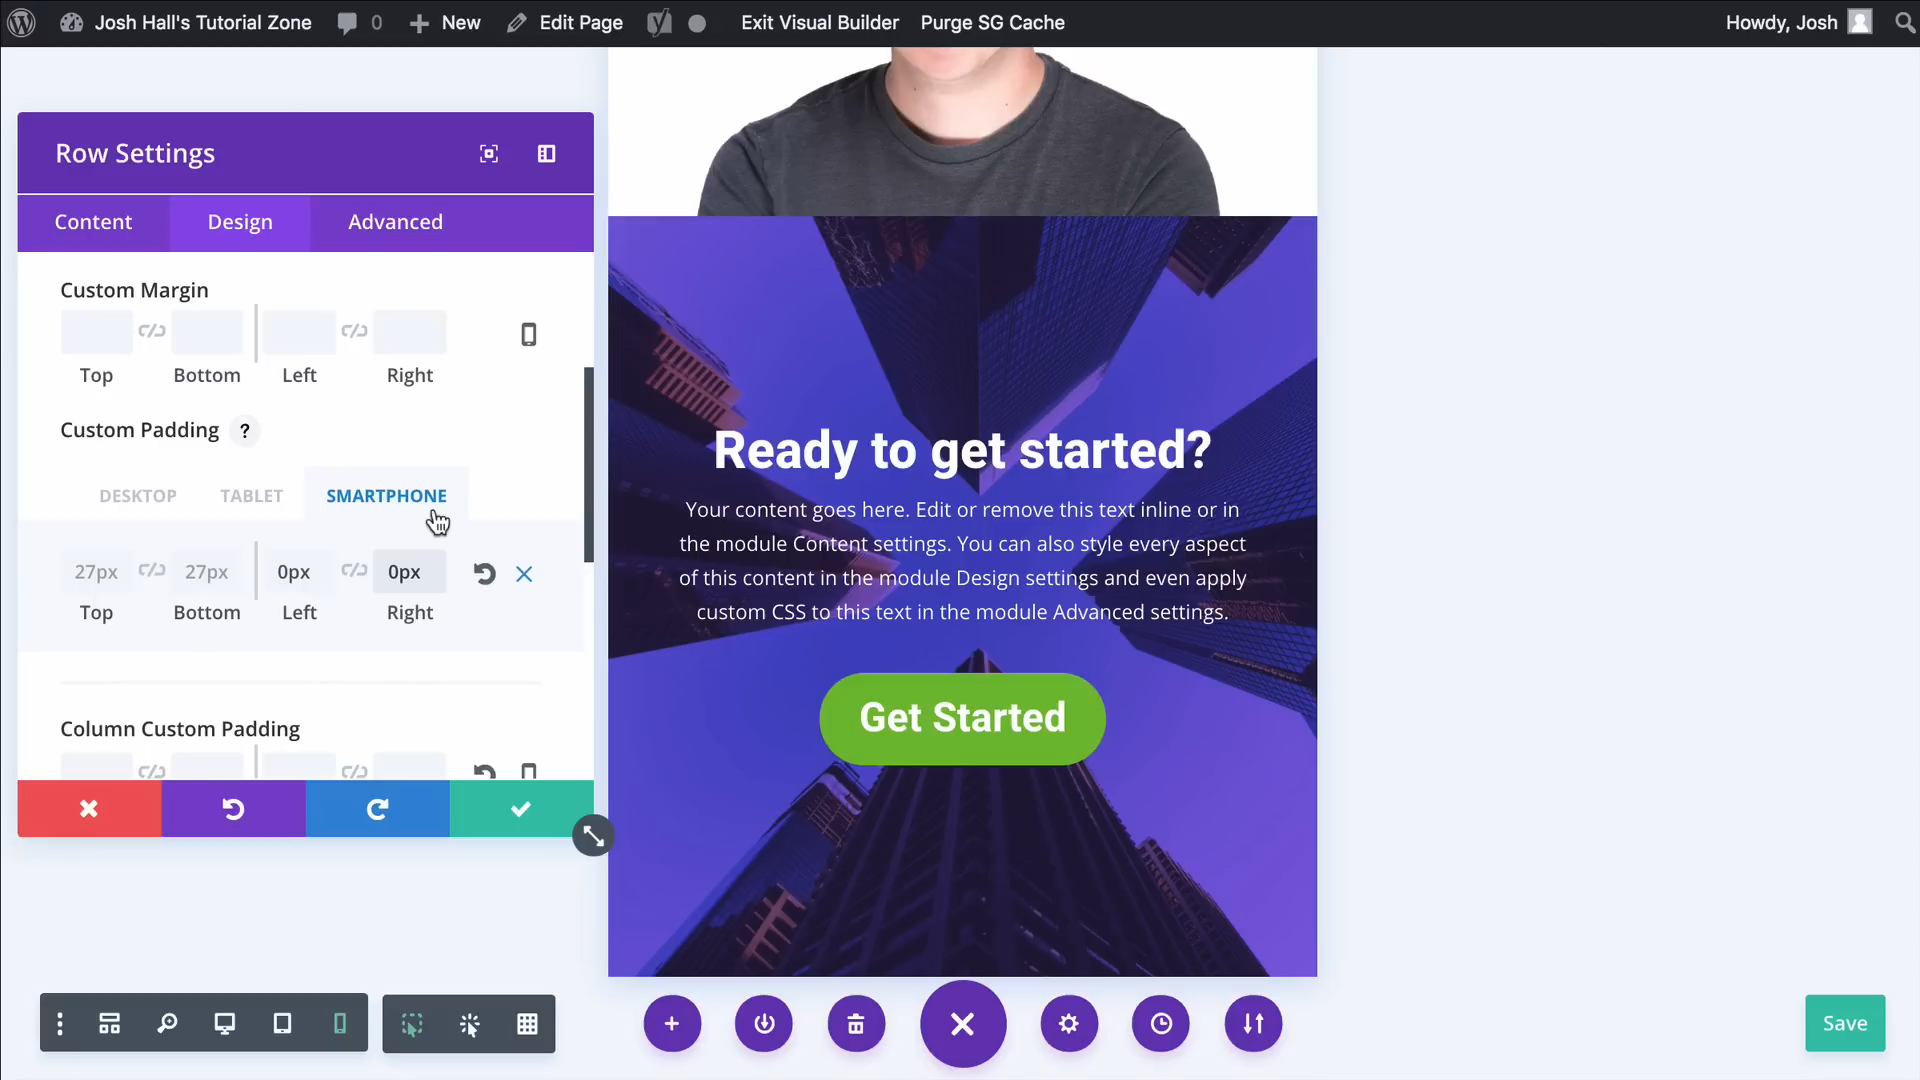 Josh Hall's Tutorial Zone 0 New Edit Page Exit Visual Builder Purge SG Cache Howdy, Josh
Row Settings
Content Design Advanced
Custom Margin
Top Bottom Left Right
Custom Padding ?
DESKTOP TABLET SMARTPHONE
27px 27px 0px 0px
Top Bottom Left Right
Column Custom Padding
Ready to get started?
Your content goes here. Edit or remove this text inline or in
the module Content settings. You can also style every aspect
of this content in the module Design settings and even apply
custom CSS to this text in the module Advanced settings.
Get Started
Save